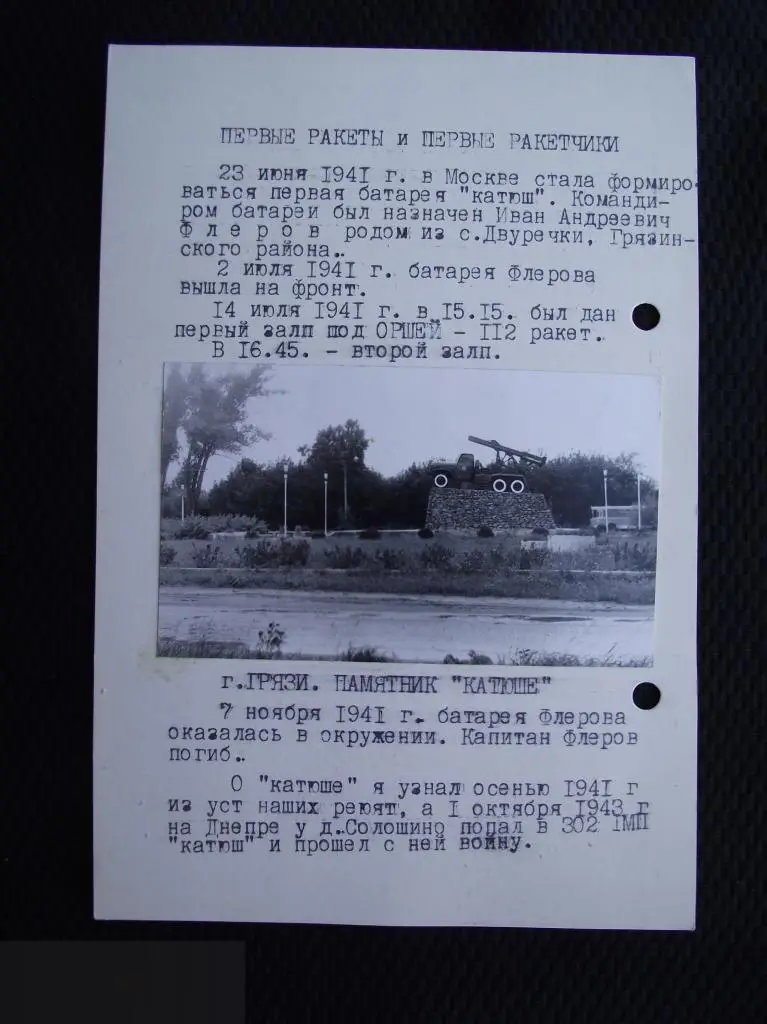 ПЕРВЫЕ РАКЕТЫ и ПЕРВЫЕ РАКЕТЧИКИ
23 июня 1941 г. в Москве стала формиро-
ваться первая батарея "катюш". Команди-
ром батареи был назначен Иван Андреевич
Ф л е р о в родом из с.Двуречки, Грязин-
ского района..
2 июля 1941 г. батарея Флерова
вышла на фронт.
14 июля 1941 г. в 15.15. был дан
первый залп под ОРШЕЙ - 112 ракет.
В 16.45. - второй залп.
г.ГРЯЗИ. ПАМЯТНИК "КАТЮШЕ"
7 ноября 1941 г. батарея Флерова
оказалась в окружении. Капитан Флеров
погиб..
О "катюше" я узнал осенью 1941 г
из уст наших ребят, а 1 октября 1943 г
на Днепре у д.Солошино попал в 302 ГМП
"катюш" и прошел с ней войну.